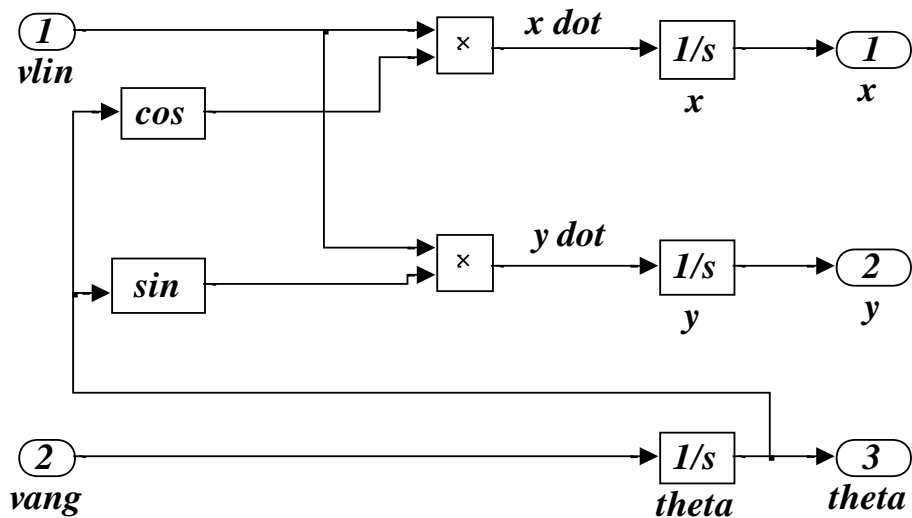 1
vlin
×
x dot
1/s
x
1
x
cos
×
y dot
1/s
y
2
y
sin
2
vang
1/s
theta
3
theta